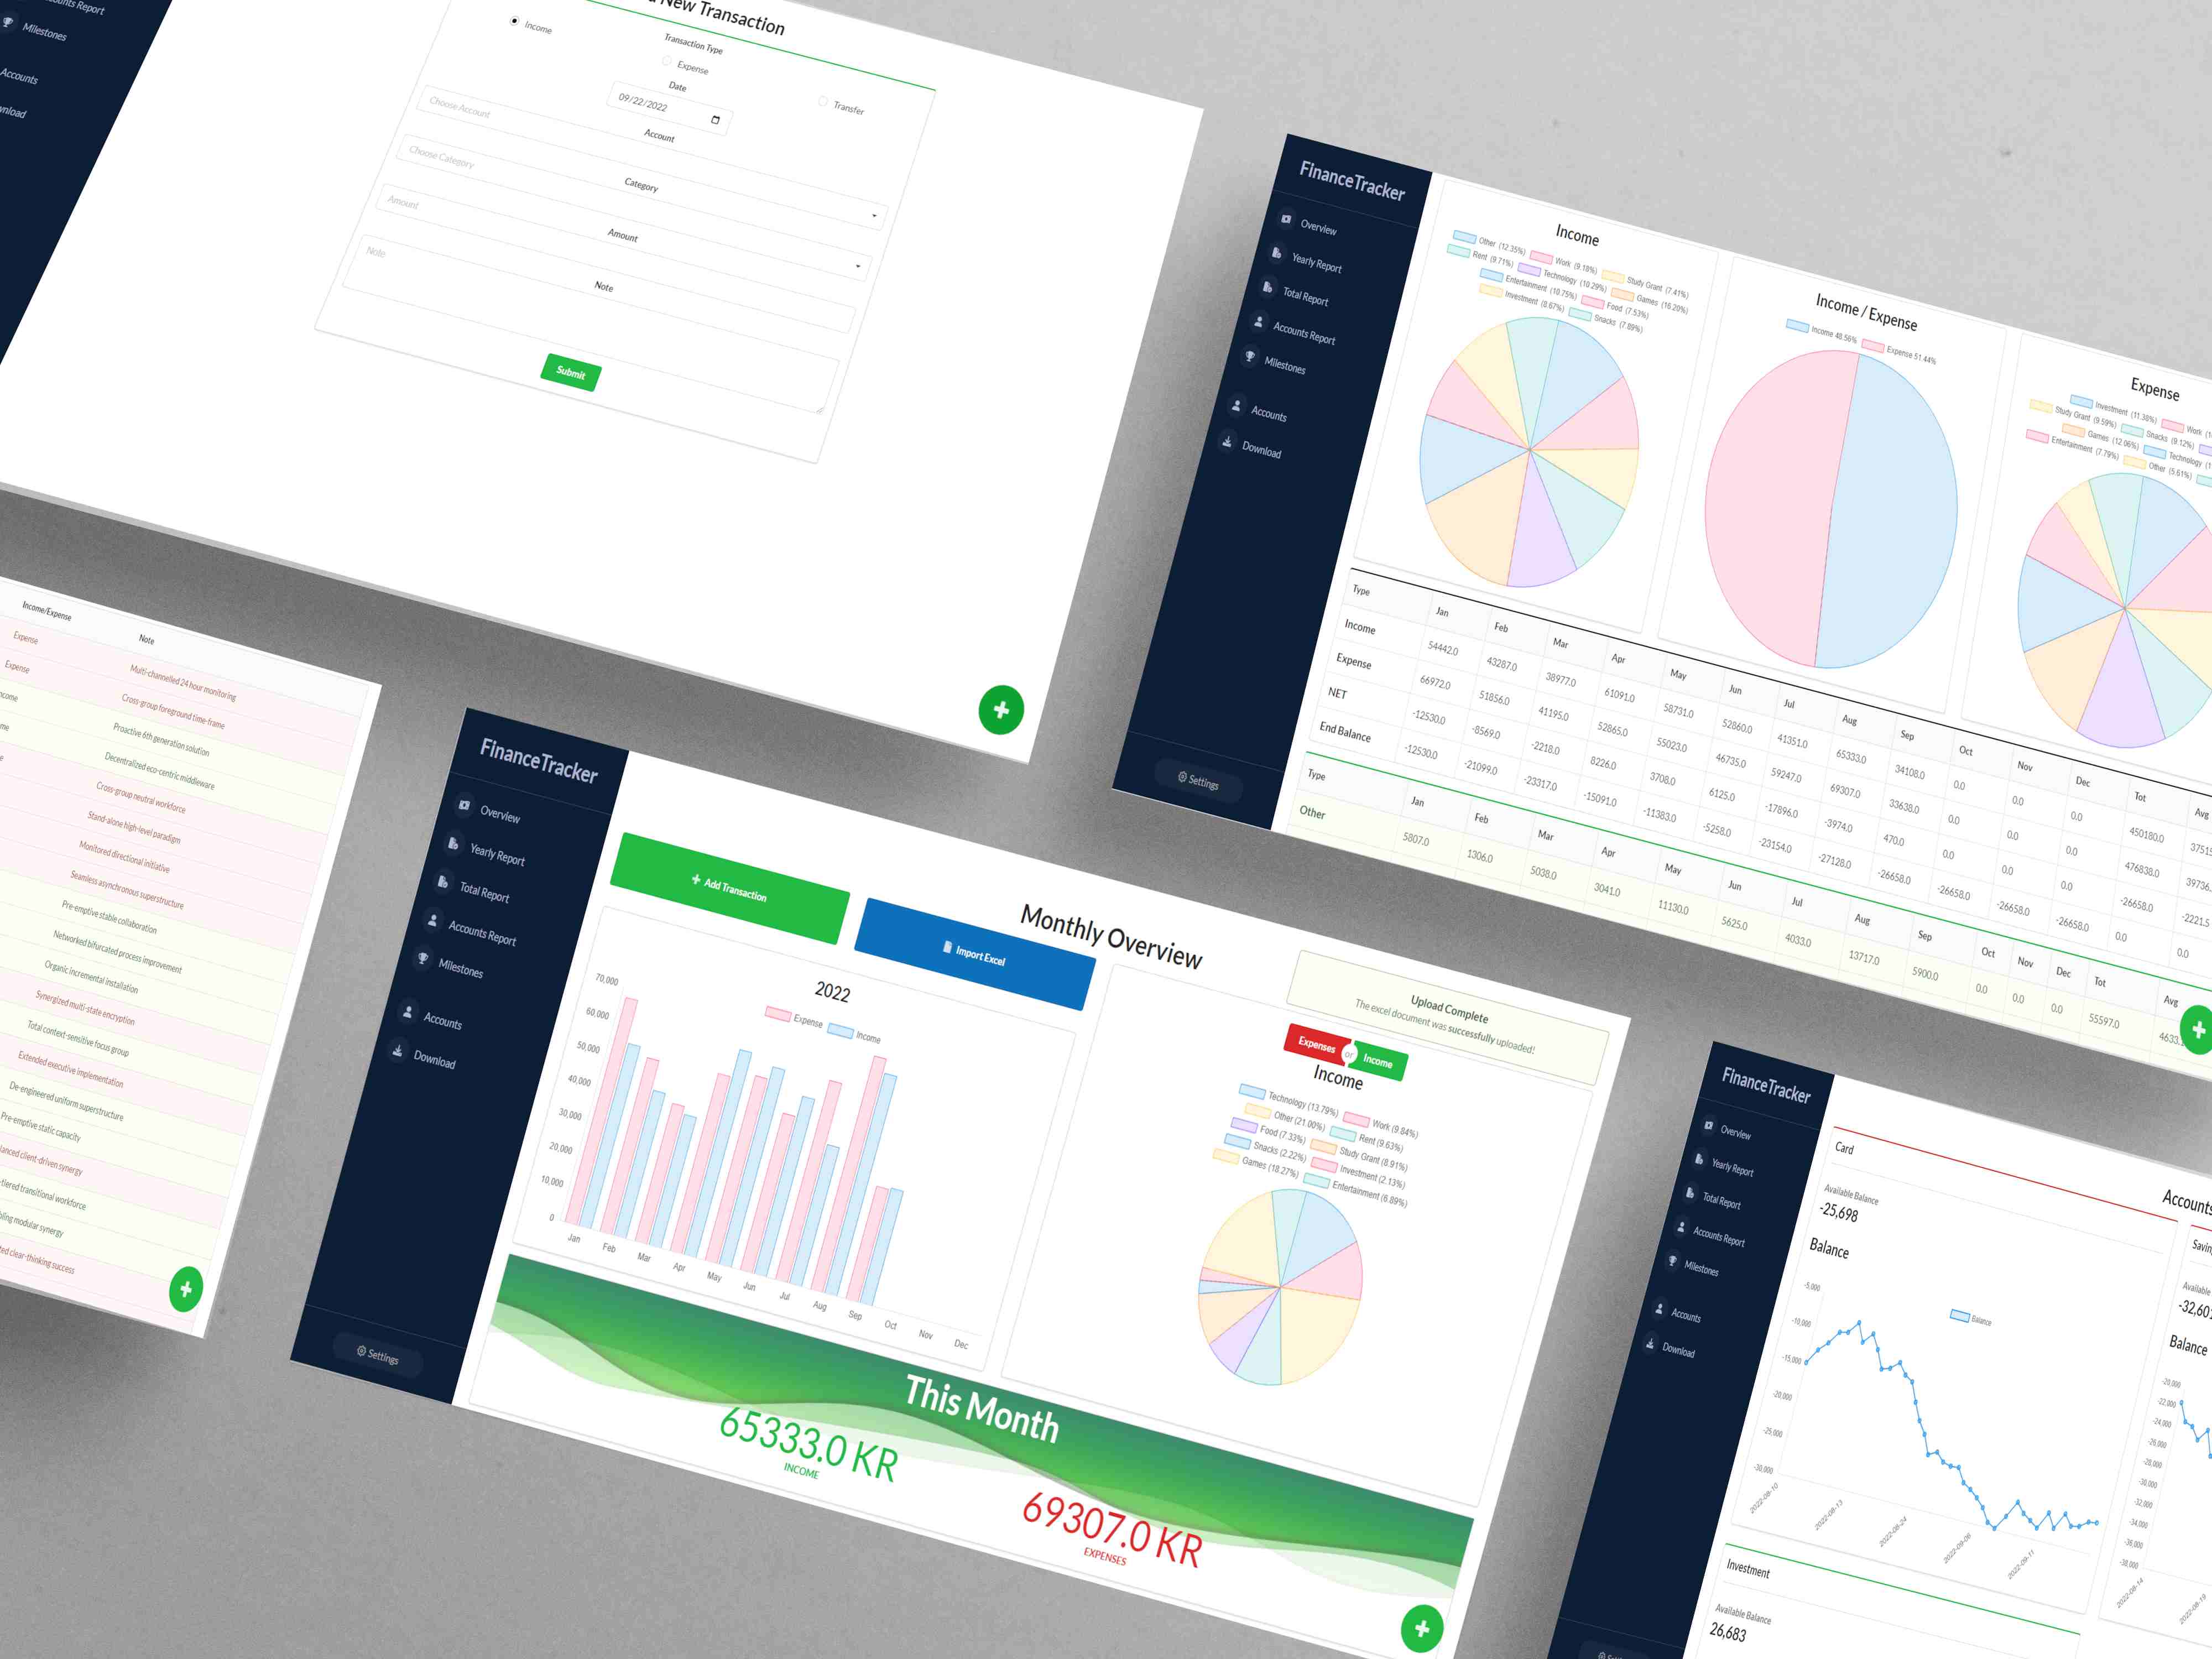 ounts Report
Milestones
Accounts
wnload
New Transaction
Transaction Type
Income
Expense
Transfer
Date
09/22/2022
Account
Choose Account
Category
Choose Category
Amount
Amount
Note
Note
Submit
FinanceTracker
Overview
Yearly Report
Total Report
Accounts Report
Milestones
Accounts
Download
Settings
Income
Other (12.35%) Work (9.18%) Study Grant (7.41%)
Rent (9.71%) Technology (10.29%) Games (16.20%)
Entertainment (10.75%) Food (7.53%)
Investment (8.67%) Snacks (7.89%)
Income / Expense
Income 48.56% Expense 51.44%
Expense
Investment (11.38%) Work
Study Grant (9.59%) Snacks (9.12%)
Games (12.06%) Technology
Entertainment (7.79%) Other (5.61%)
Type Jan Feb Mar Apr May Jun Jul Aug Sep Oct Nov Dec Tot Avg
Income 54442.0 43287.0 38977.0 61091.0 58731.0 52860.0 41351.0 65333.0 34108.0 0.0 0.0 0.0 450180.0 37515
Expense 66972.0 51856.0 41195.0 52865.0 55023.0 46735.0 59247.0 69307.0 33638.0 0.0 0.0 0.0 476838.0 39736.
NET -12530.0 -8569.0 -2218.0 8226.0 3708.0 6125.0 -17896.0 -3974.0 470.0 0.0 0.0 0.0 -26658.0 -2221.5
End Balance -12530.0 -21099.0 -23317.0 -15091.0 -11383.0 -5258.0 -23154.0 -27128.0 -26658.0 -26658.0 -26658.0 -26658.0 0.0 0.0
Type Jan Feb Mar Apr May Jun Jul Aug Sep Oct Nov Dec Tot Avg
Other 5807.0 1306.0 5038.0 3041.0 11130.0 5625.0 4033.0 13717.0 5900.0 0.0 0.0 0.0 55597.0 4633.
Income/Expense Note
Expense Multi-channelled 24 hour monitoring
Expense Cross-group foreground time-frame
ncome Proactive 6th generation solution
me Decentralized eco-centric middleware
e Cross-group neutral workforce
Stand-alone high-level paradigm
Monitored directional initiative
Seamless asynchronous superstructure
Pre-emptive stable collaboration
Networked bifurcated process improvement
Organic incremental installation
Synergized multi-state encryption
Total context-sensitive focus group
Extended executive implementation
De-engineered uniform superstructure
Pre-emptive static capacity
anced client-driven synergy
-tiered transitional workforce
bling modular synergy
ted clear-thinking success
FinanceTracker
Overview
Yearly Report
Total Report
Accounts Report
Milestones
Accounts
Download
Settings
Monthly Overview
Add Transaction
Import Excel
Upload Complete
The excel document was successfully uploaded!
2022
Expense Income
70,000
60,000
50,000
40,000
30,000
20,000
10,000
0
Jan Feb Mar Apr May Jun Jul Aug Sep Oct Nov Dec
Expenses or Income
Income
Technology (13.79%) Work (9.84%)
Other (21.00%) Rent (9.63%)
Food (7.33%) Study Grant (8.91%)
Snacks (2.22%) Investment (2.13%)
Games (18.27%) Entertainment (6.89%)
This Month
65333.0 KR
INCOME
69307.0 KR
EXPENSES
FinanceTracker
Overview
Yearly Report
Total Report
Accounts Report
Milestones
Accounts
Download
Accounts
Card
Available Balance
-25,698
Balance
Balance
-5,000
-10,000
-15,000
-20,000
-25,000
-30,000
2022-08-10 2022-08-13 2022-08-24 2022-09-06 2022-09-11
Investment
Available Balance
26,683
Savin
Available
-32,601
Balance
-20,000
-22,000
-24,000
-26,000
-28,000
-30,000
-32,000
-34,000
-36,000
-38,000
2022-08-14 2022-08-19